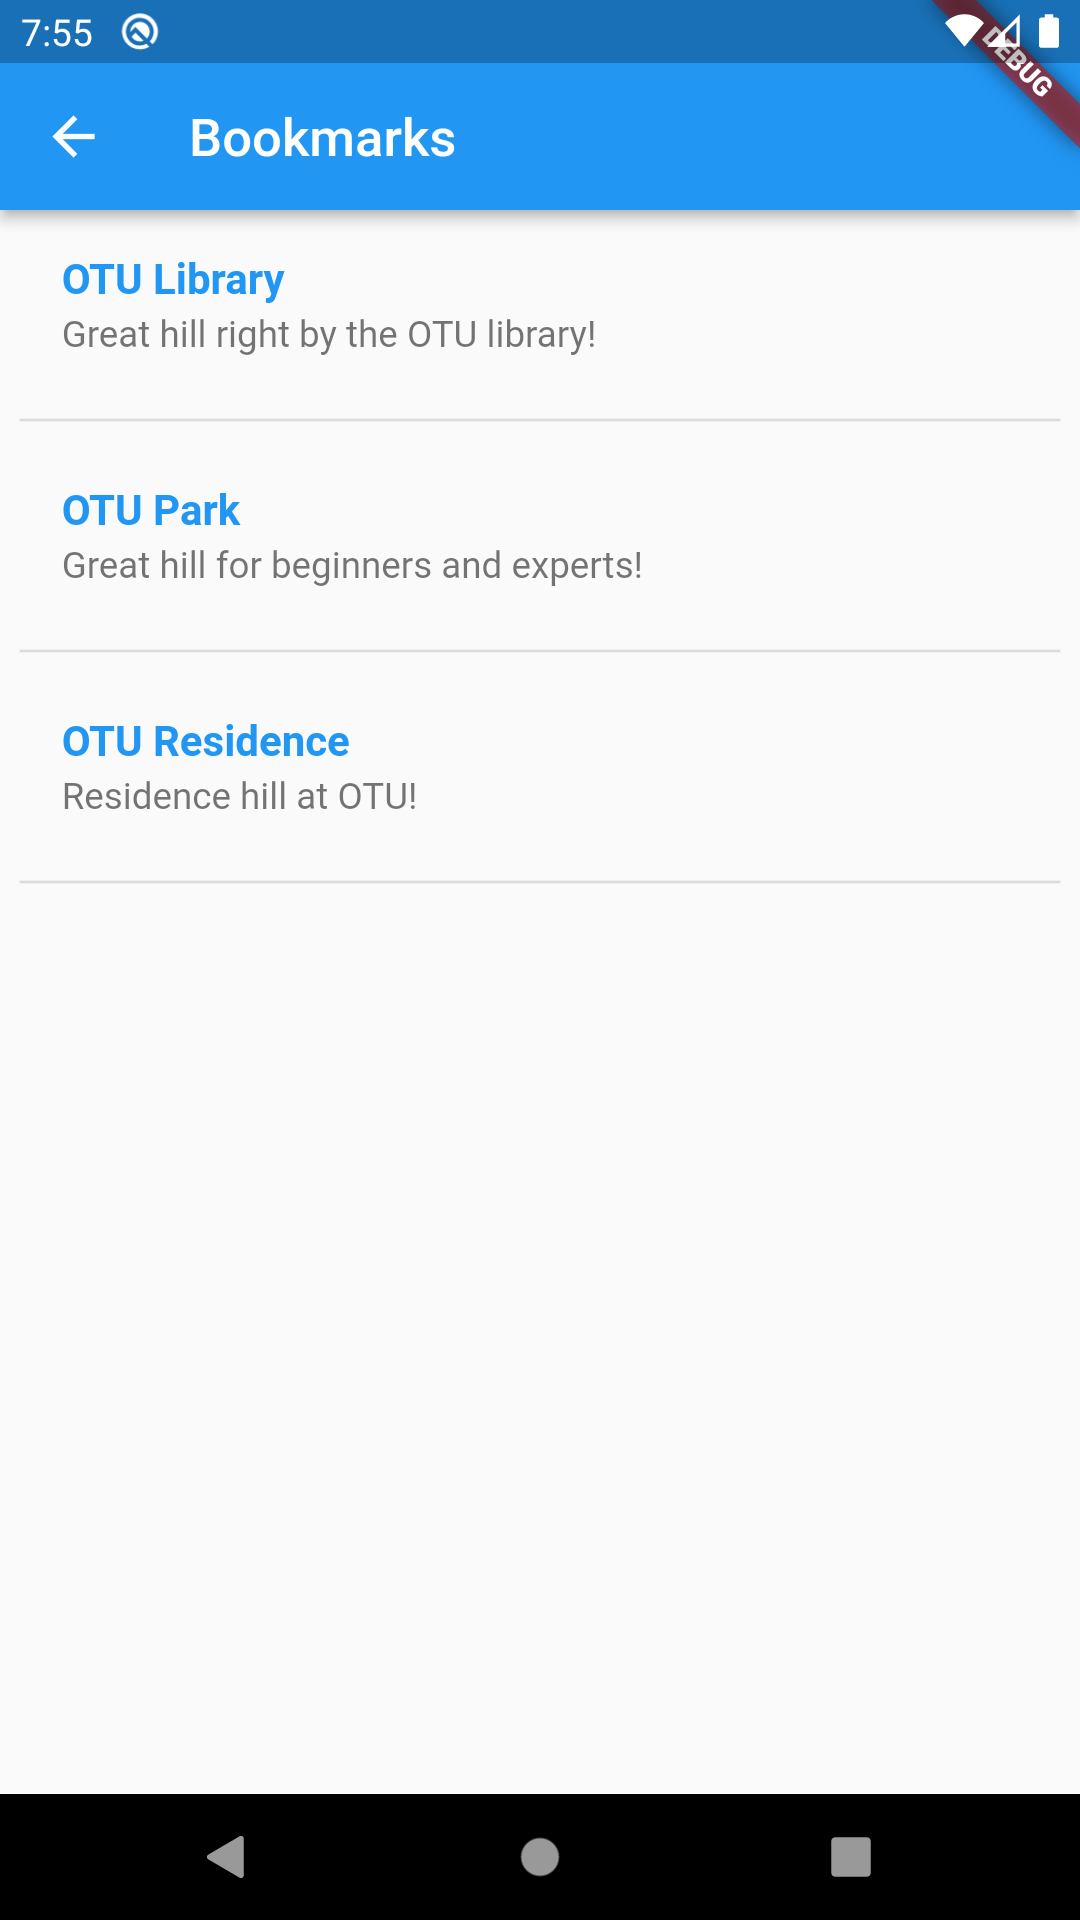 7:55
DEBUG
Bookmarks
OTU Library
Great hill right by the OTU library!
OTU Park
Great hill for beginners and experts!
OTU Residence
Residence hill at OTU!